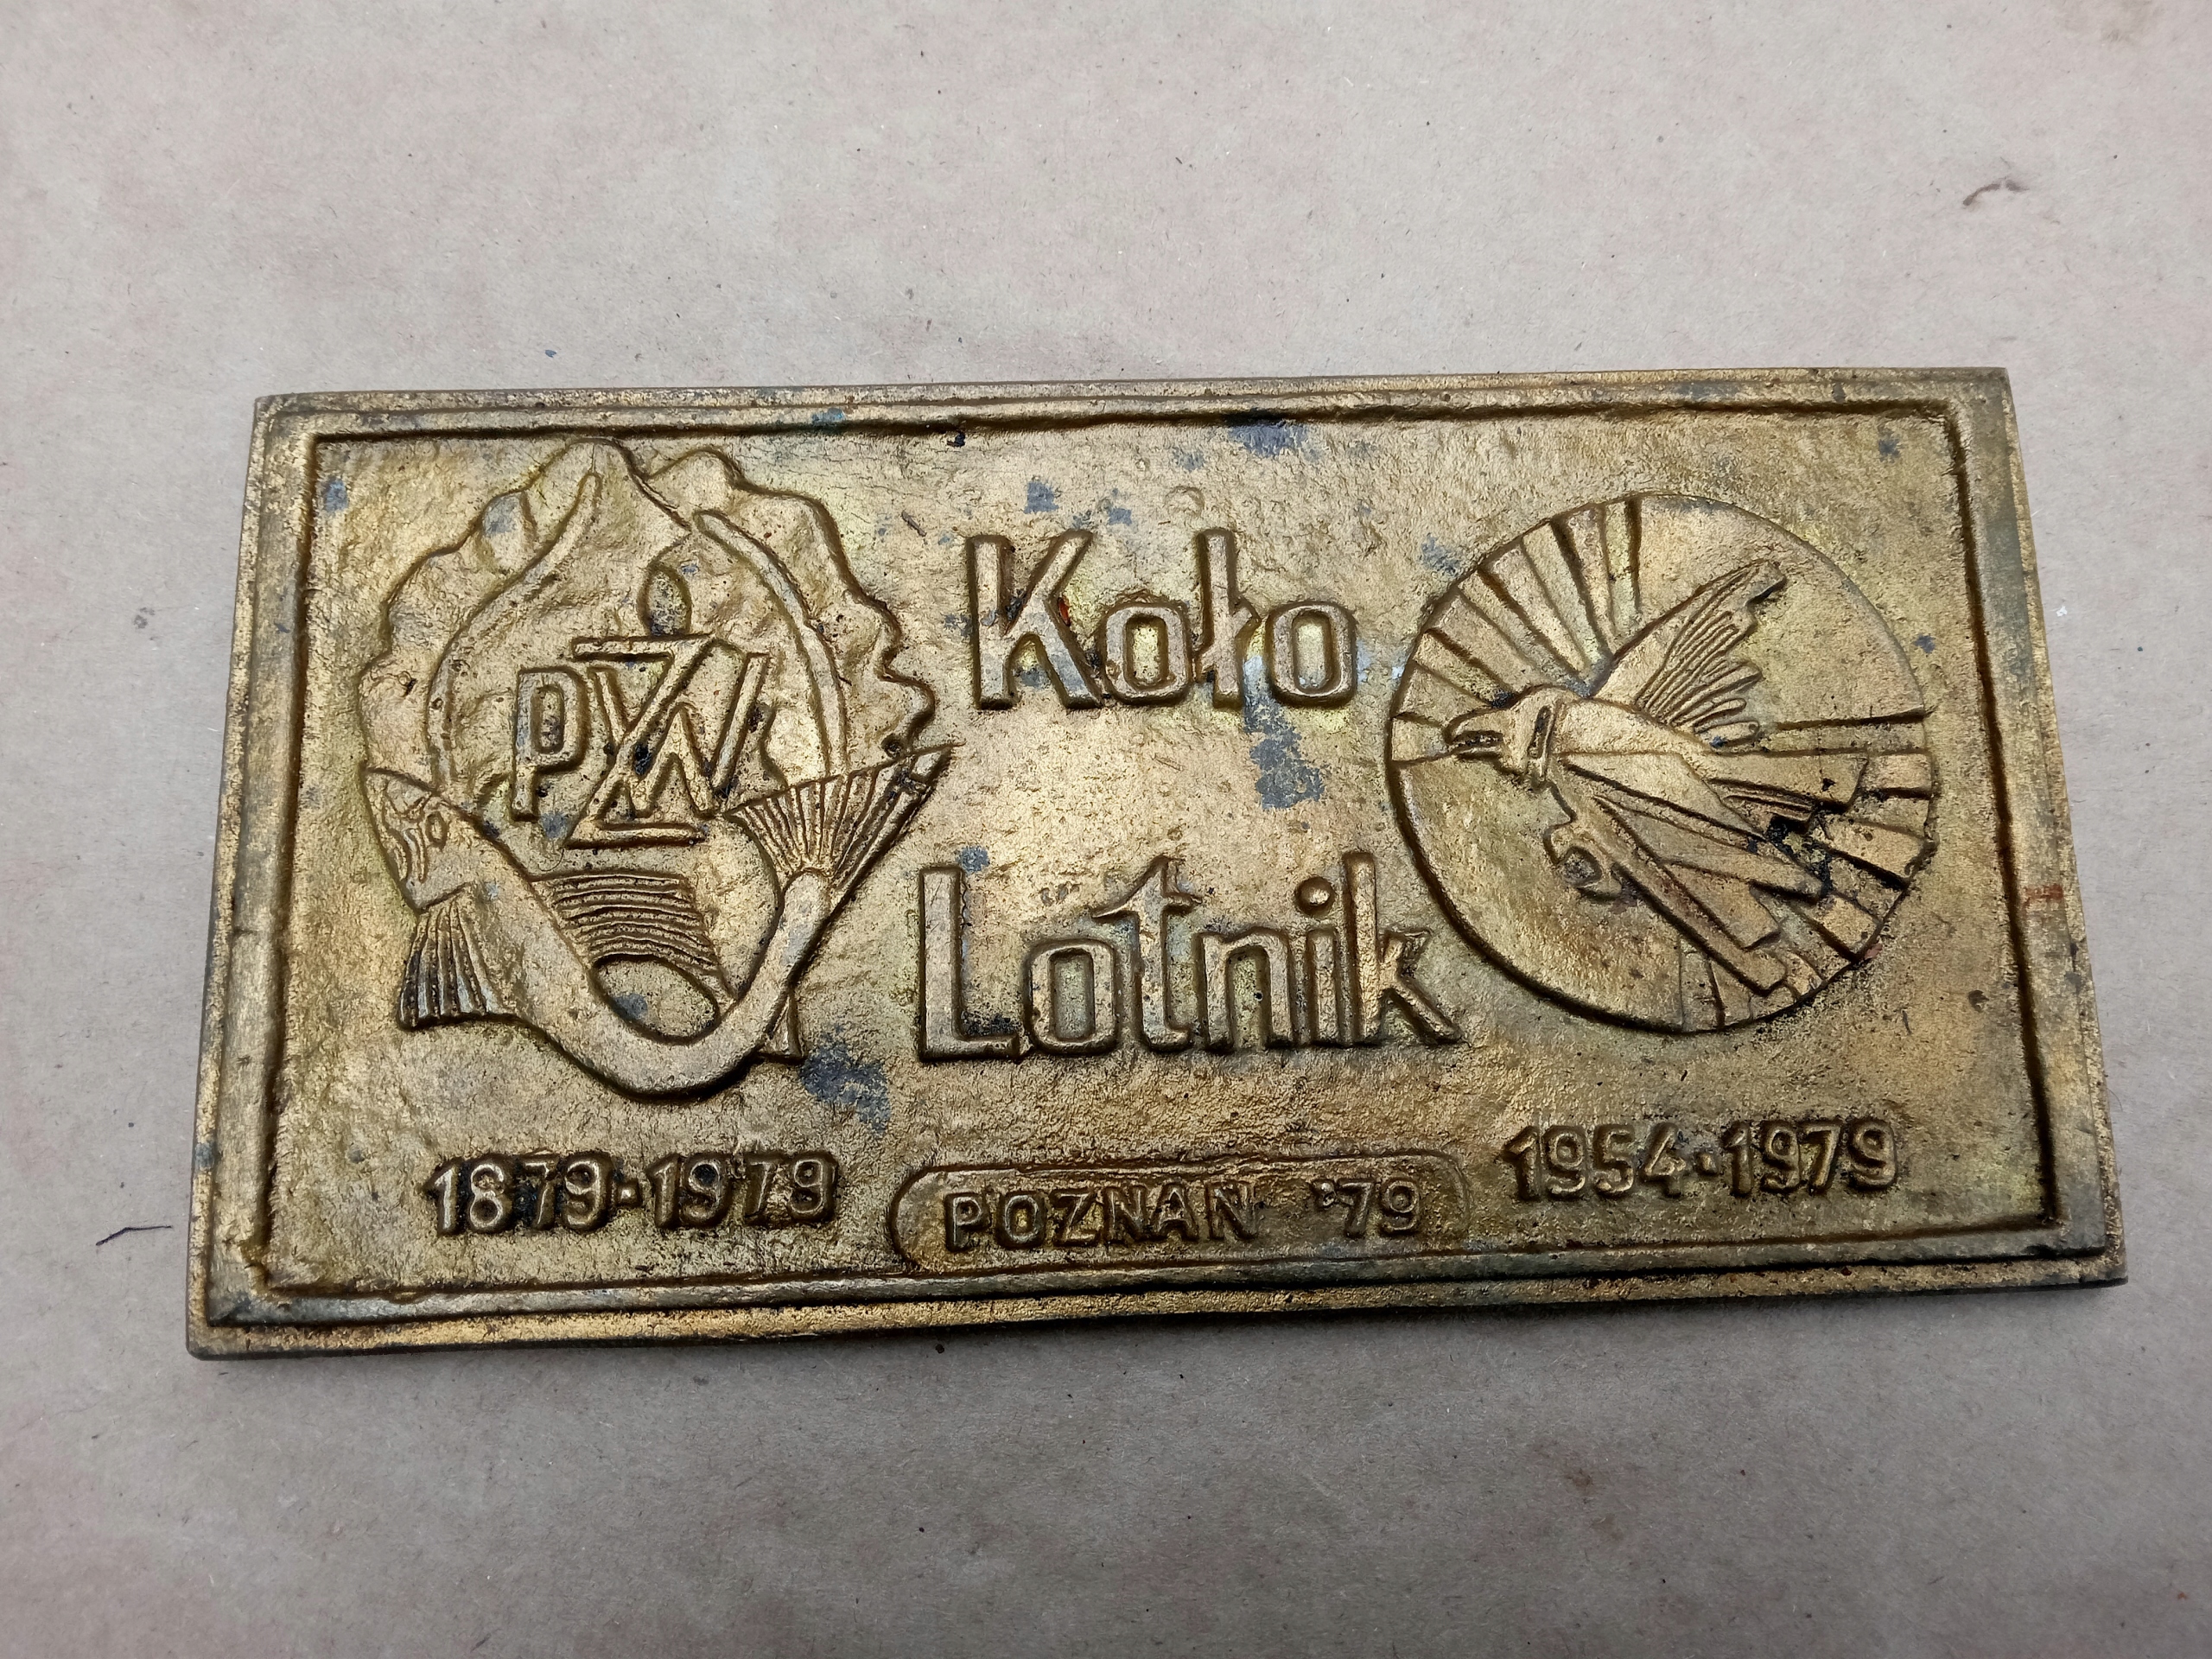 PZW
Koło
Lotnik
1879-1979
POZNAŃ '79
1954-1979